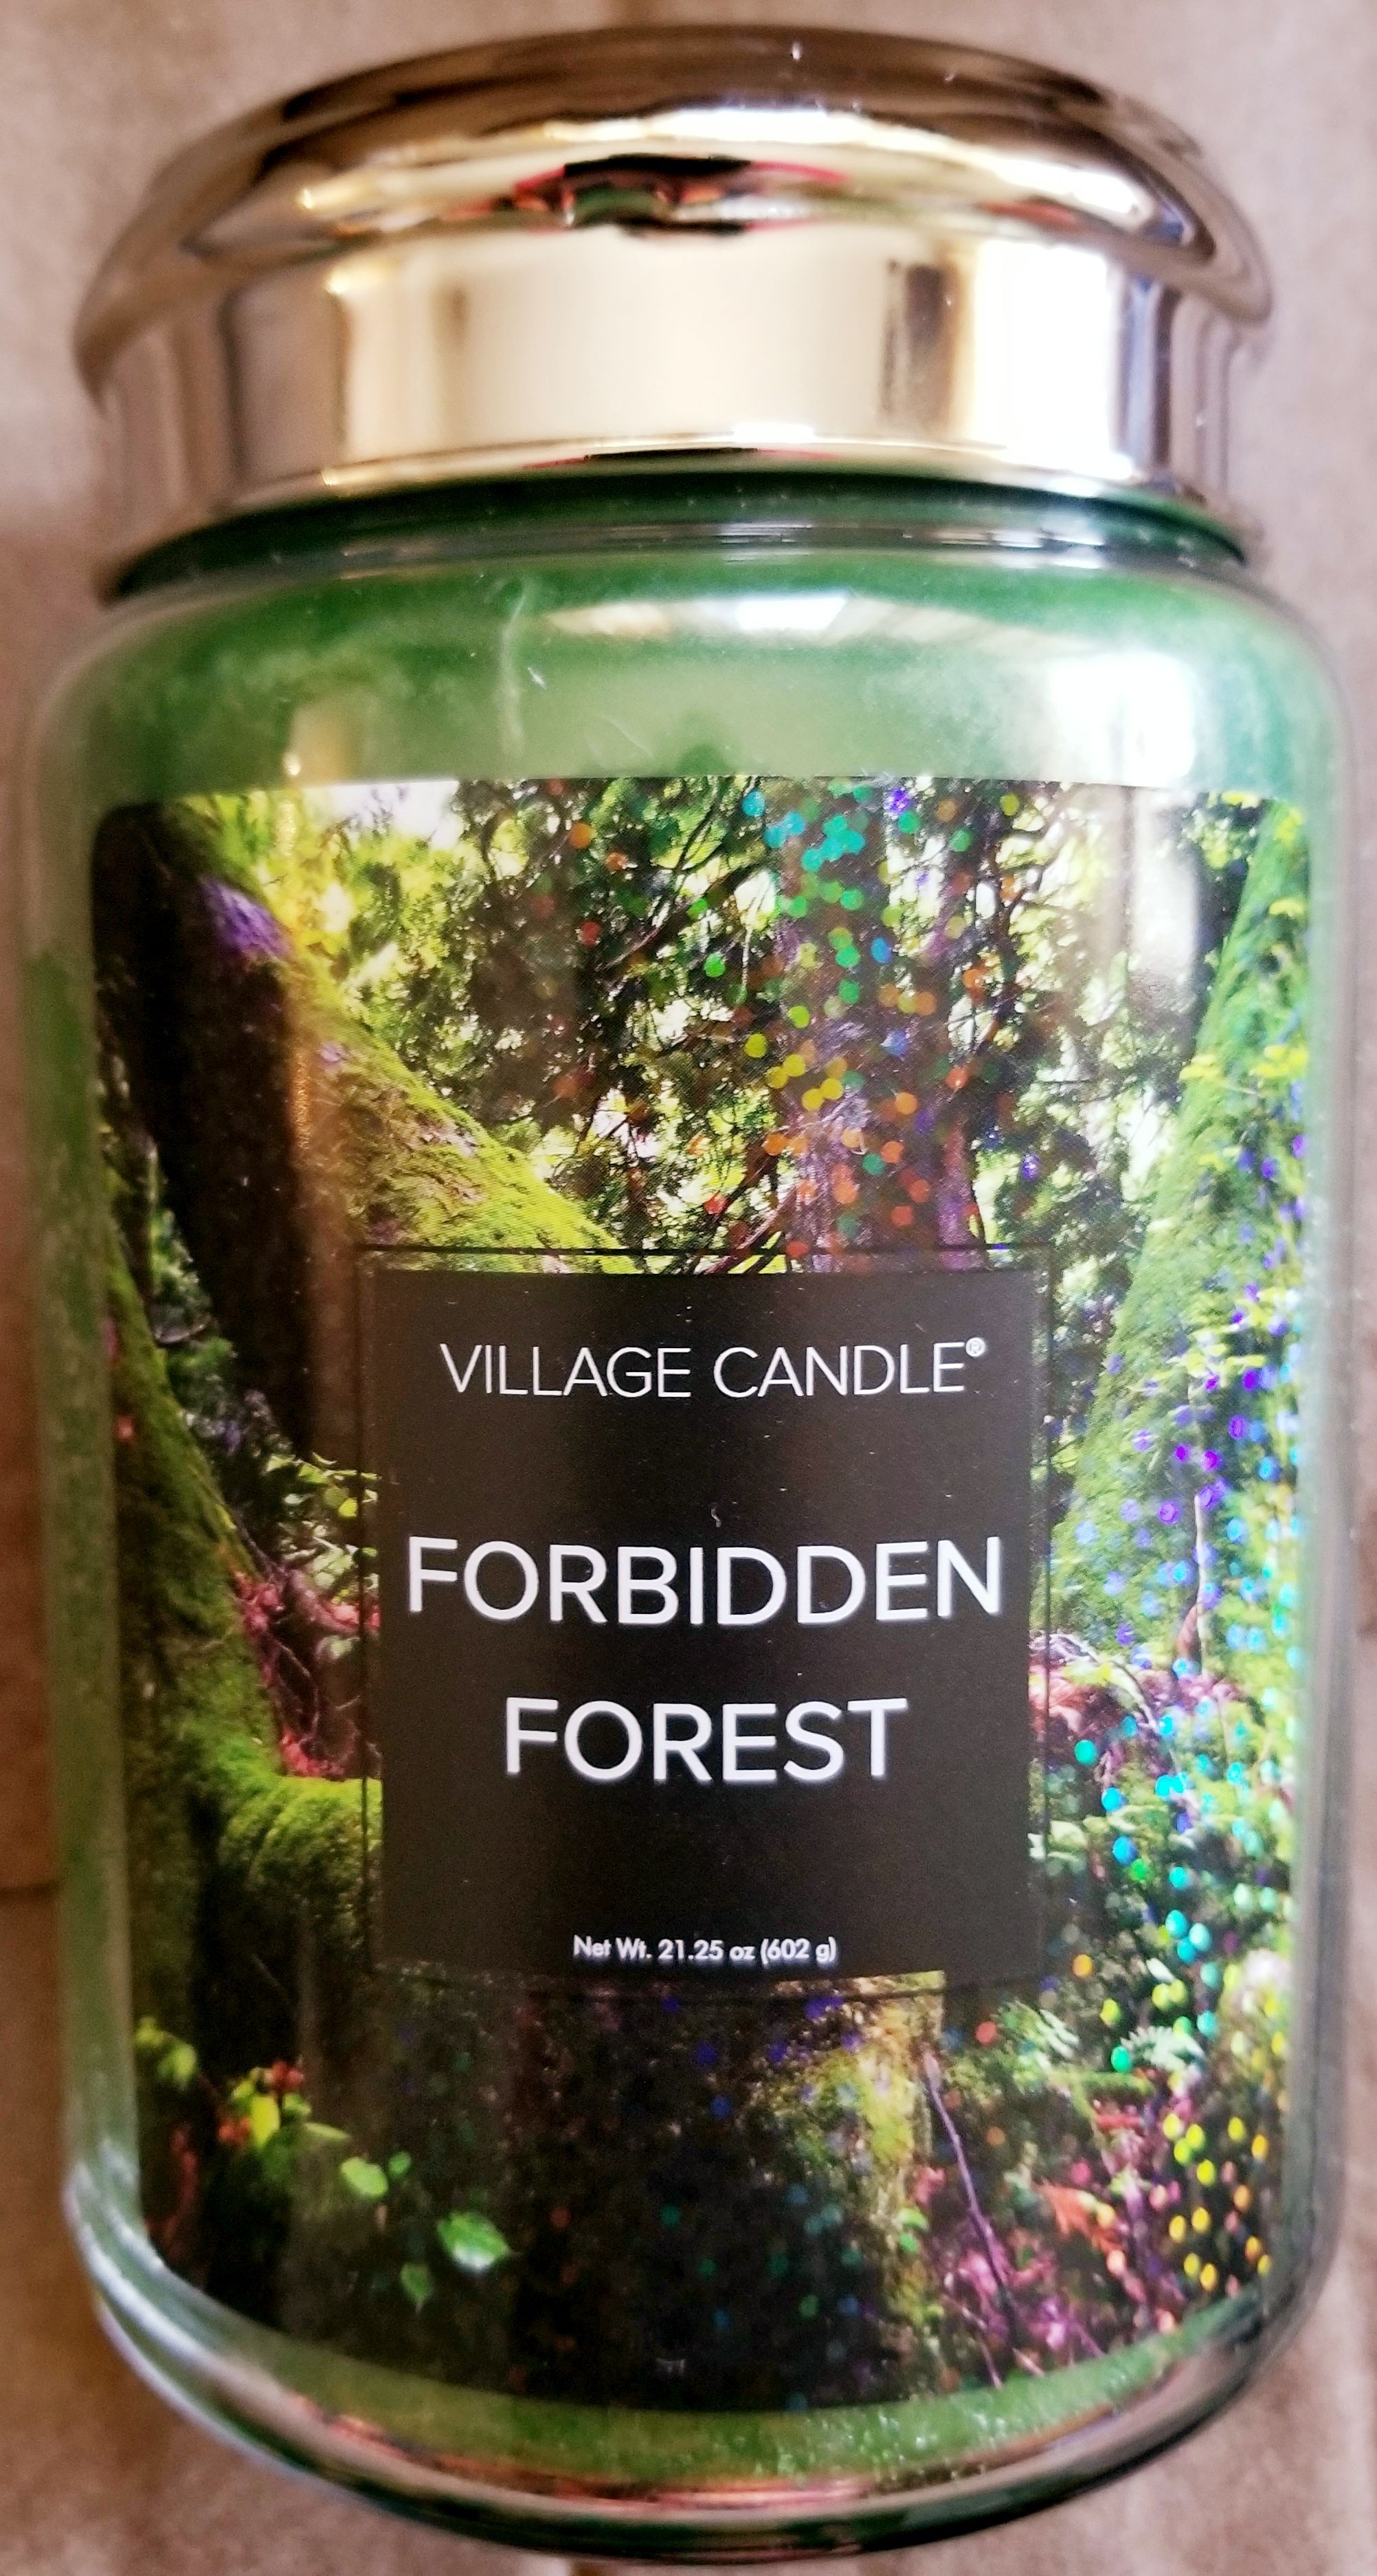 VILLAGE CANDLE®
FORBIDDEN
FOREST
Net Wt. 21.25 oz (602 g)